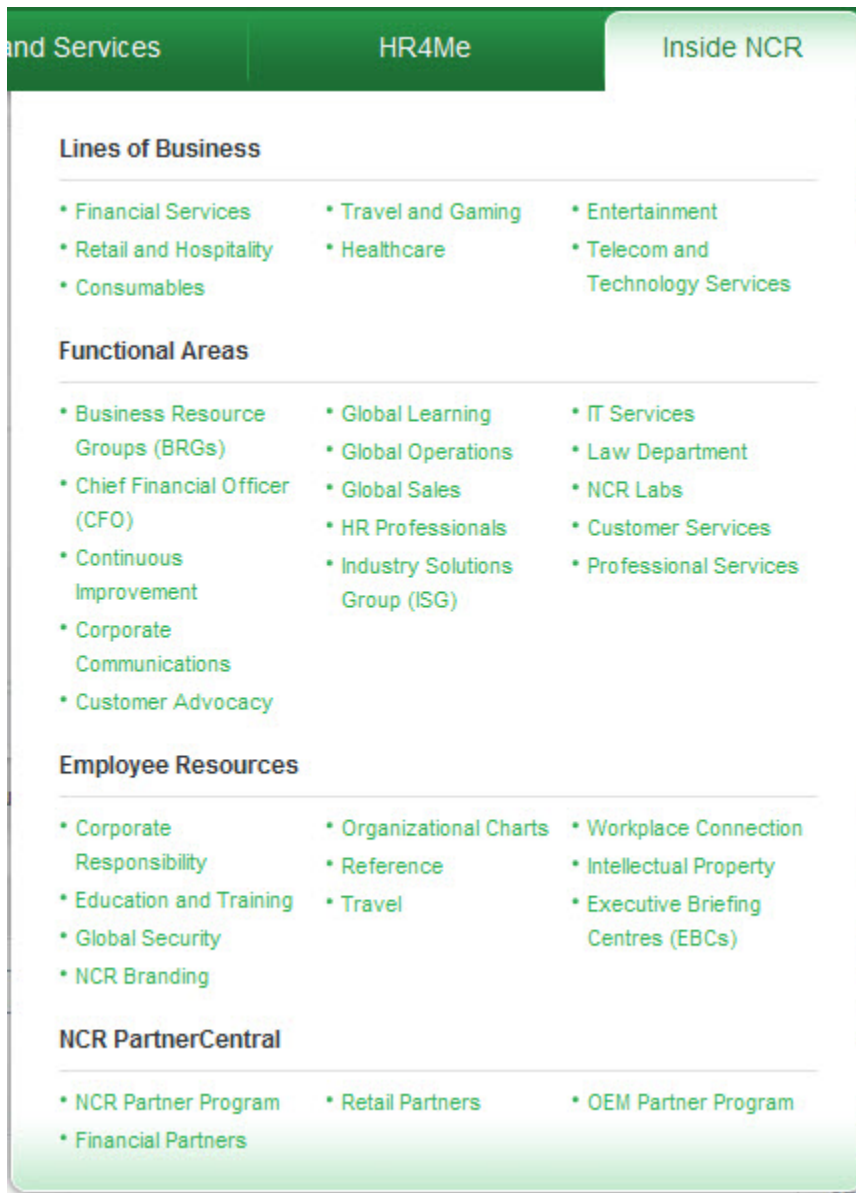 and Services
HR4Me
Inside NCR
Lines of Business
• Financial Services
• Retail and Hospitality
• Consumables
• Travel and Gaming
• Healthcare
• Entertainment
• Telecom and
Technology Services
Functional Areas
• Business Resource
Groups (BRGs)
• Chief Financial Officer
(CFO)
• Continuous
Improvement
• Corporate
Communications
• Customer Advocacy
• Global Learning
• Global Operations
• Global Sales
• HR Professionals
• Industry Solutions
Group (ISG)
• IT Services
• Law Department
• NCR Labs
• Customer Services
• Professional Services
Employee Resources
• Corporate
Responsibility
• Education and Training
• Global Security
• NCR Branding
• Organizational Charts
• Reference
• Travel
• Workplace Connection
• Intellectual Property
• Executive Briefing
Centres (EBCs)
NCR PartnerCentral
• NCR Partner Program
• Financial Partners
• Retail Partners
• OEM Partner Program